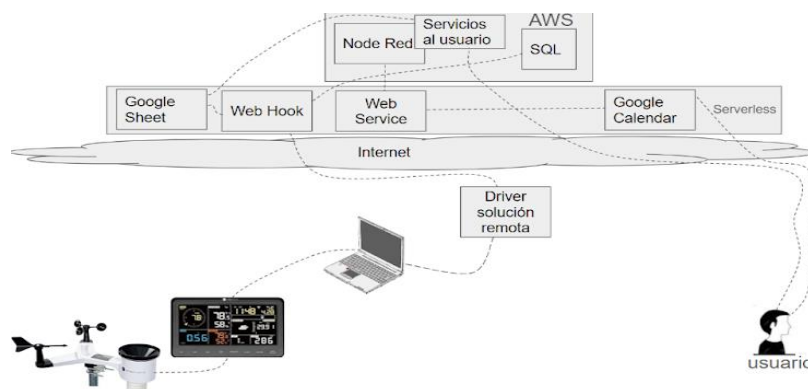 AWS
Servicios
al usuario
Node Red
SQL
Google
Sheet
Web Hook
Web
Service
Google
Calendar
Serverless
Internet
Driver
solución
remota
usuario